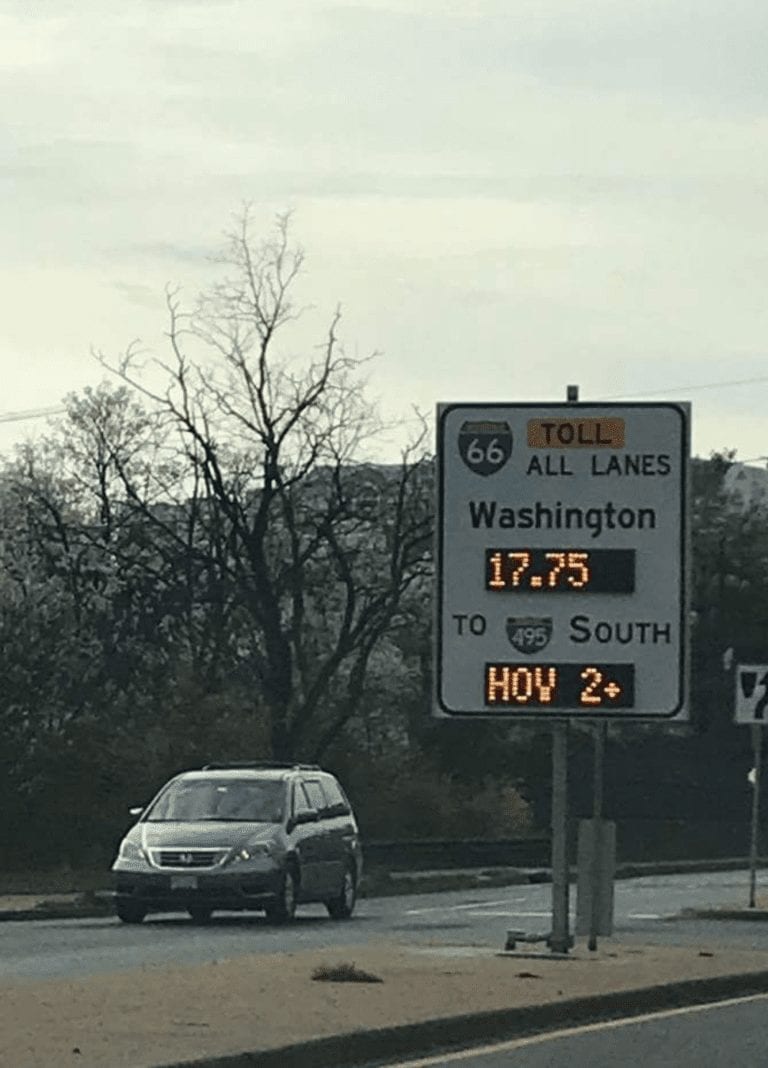 66 TOLL
ALL LANES
Washington
17.75
TO 495 SOUTH
HOV 2+